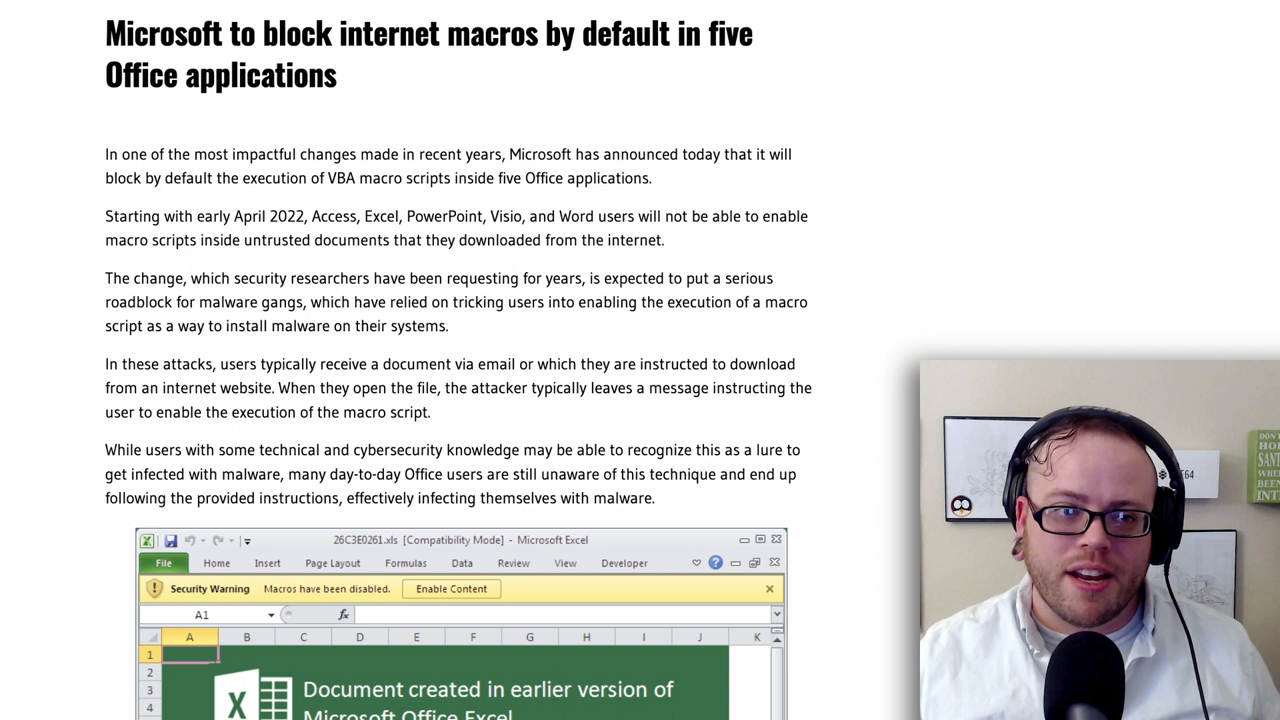 Microsoft to block internet macros by default in five
Office applications
In one of the most impactful changes made in recent years, Microsoft has announced today that it will
block by default the execution of VBA macro scripts inside five Office applications.
Starting with early April 2022, Access, Excel, PowerPoint, Visio, and Word users will not be able to enable
macro scripts inside untrusted documents that they downloaded from the internet.
The change, which security researchers have been requesting for years, is expected to put a serious
roadblock for malware gangs, which have relied on tricking users into enabling the execution of a macro
script as a way to install malware on their systems.
In these attacks, users typically receive a document via email or which they are instructed to download
from an internet website. When they open the file, the attacker typically leaves a message instructing the
user to enable the execution of the macro script.
While users with some technical and cybersecurity knowledge may be able to recognize this as a lure to
get infected with malware, many day-to-day Office users are still unaware of this technique and end up
following the provided instructions, effectively infecting themselves with malware.
26C3E0261.xls [Compatibility Mode] - Microsoft Excel
File Home Insert Page Layout Formulas Data Review View Developer
Security Warning Macros have been disabled. Enable Content
A1 fx
A B C D E F G H I J K
1
2
3
4
X
Document created in earlier version of
Microsoft Office Excel
64
DON'T
HO
SANT
WHE
BEEN
INT